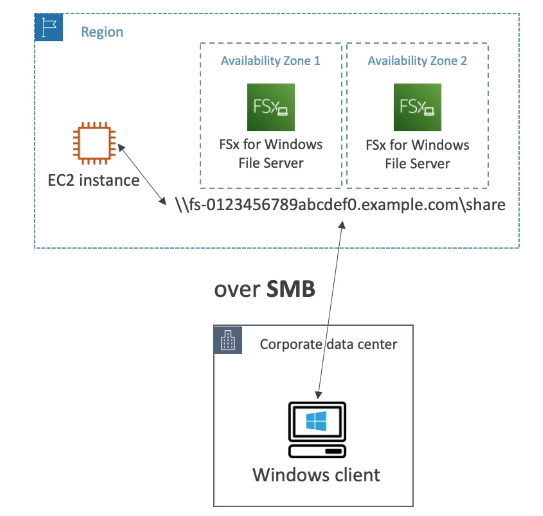 Region
Availability Zone 1
Availability Zone 2
FSx
FSx
FSx for Windows
File Server
FSx for Windows
File Server
EC2 instance
\\fs-0123456789abcdef0.example.com\share
over SMB
Corporate data center
Windows client